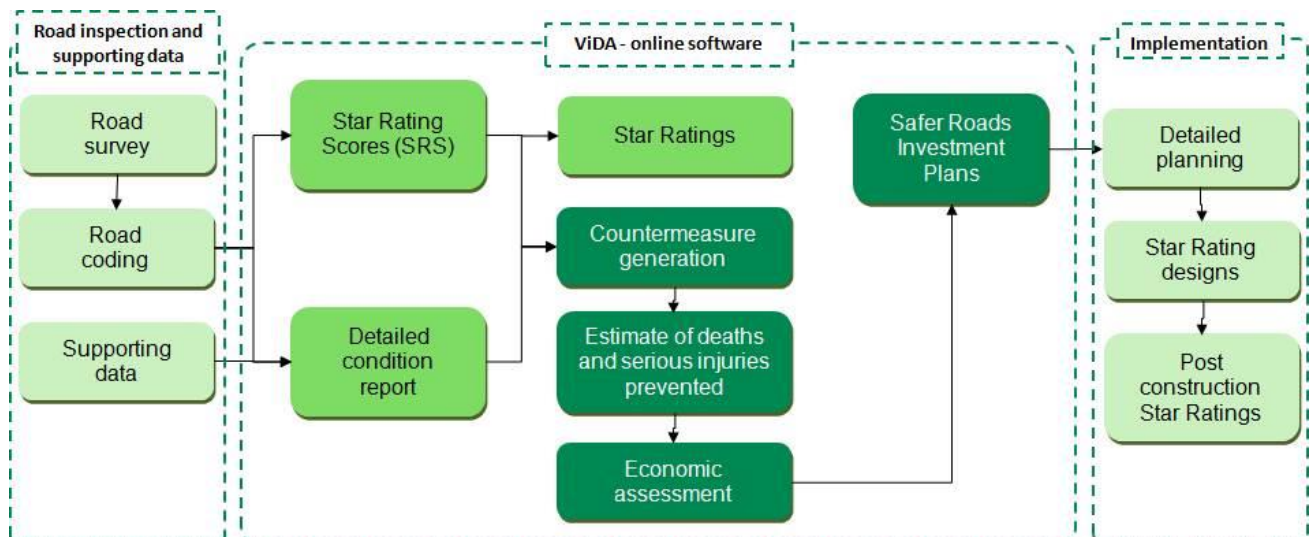 Road inspection and
supporting data
Road
survey
Road
coding
Supporting
data
ViDA - online software
Star Rating
Scores (SRS)
Detailed
condition
report
Star Ratings
Countermeasure
generation
Estimate of deaths
and serious injuries
prevented
Economic
assessment
Safer Roads
Investment
Plans
Implementation
Detailed
planning
Star Rating
designs
Post
construction
Star Ratings